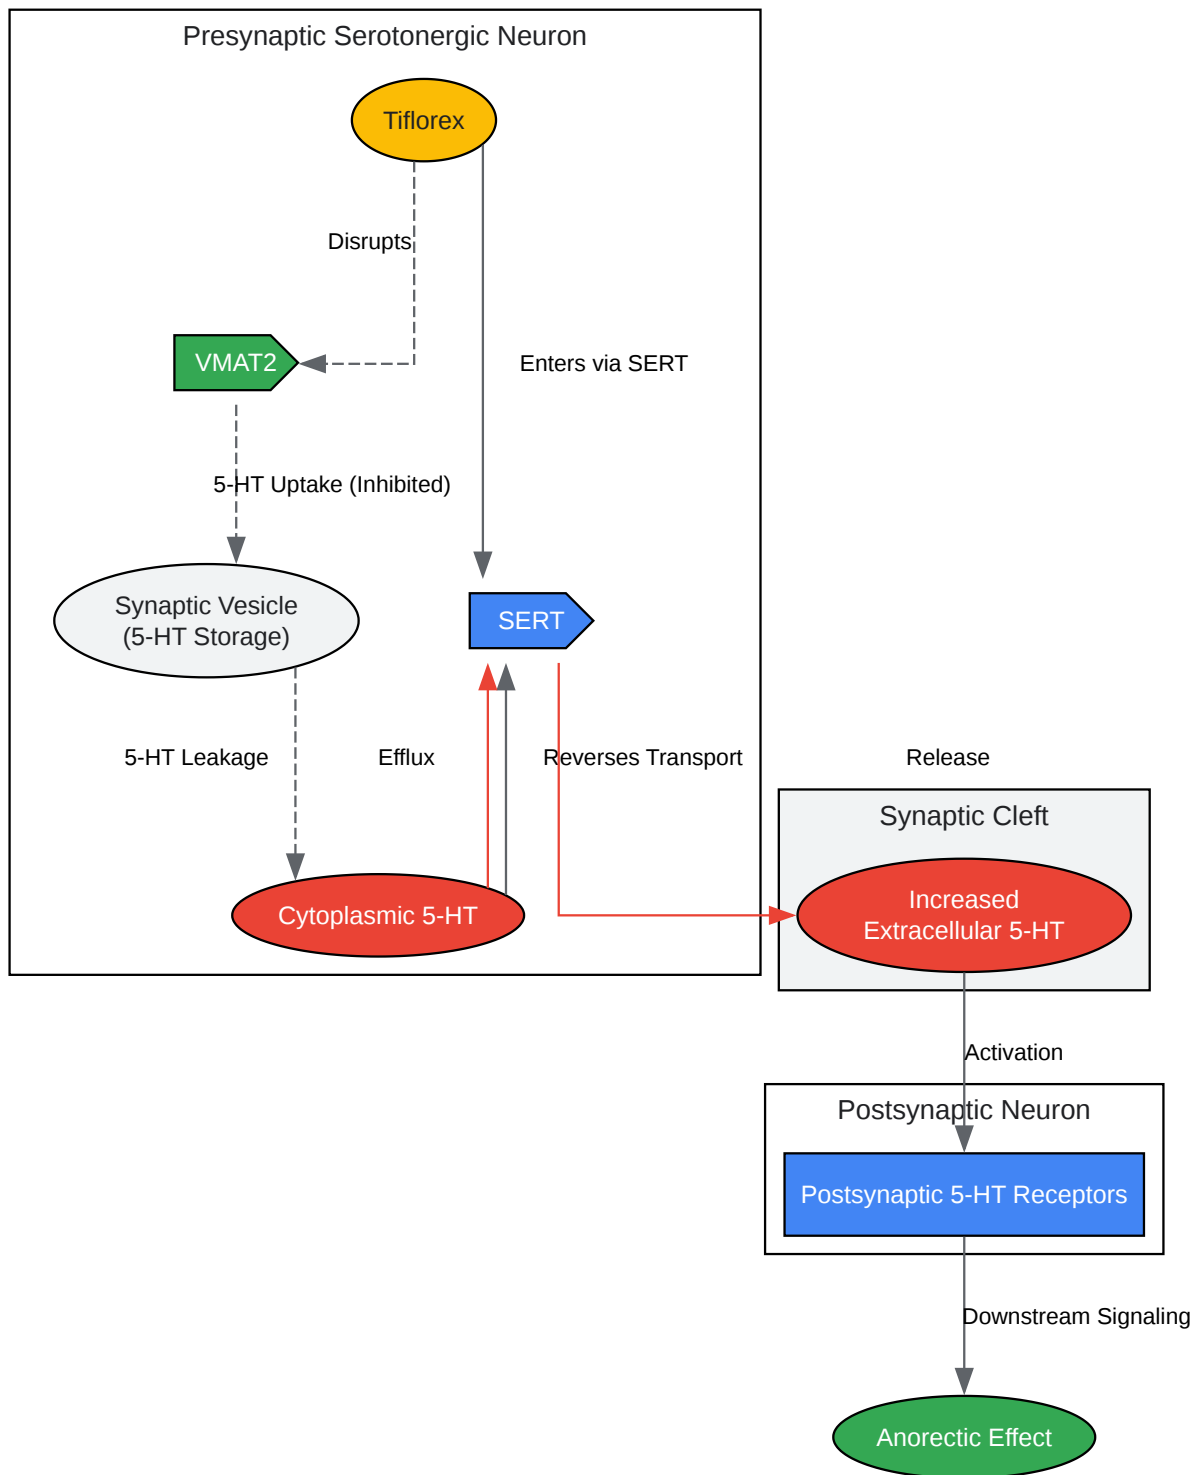 Presynaptic Serotonergic Neuron
Tiflorex
Disrupts
VMAT2
Enters via SERT
5-HT Uptake (Inhibited)
Synaptic Vesicle
(5-HT Storage)
SERT
5-HT Leakage
Efflux
Reverses Transport
Release
Synaptic Cleft
Cytoplasmic 5-HT
Increased
Extracellular 5-HT
Activation
Postsynaptic Neuron
Postsynaptic 5-HT Receptors
Downstream Signaling
Anorectic Effect